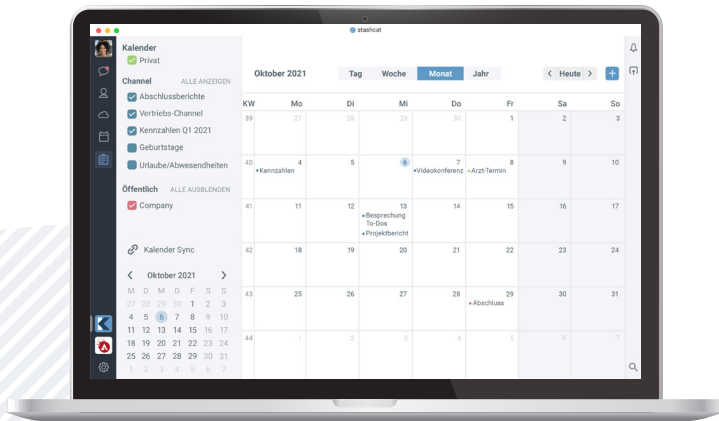 stashcat
Kalender
Privat
Channel ALLE ANZEIGEN
Abschlussberichte
Vertriebs-Channel
Kennzahlen Q1 2021
Geburtstage
Urlaube/Abwesendheiten
Öffentlich ALLE AUSBLENDEN
Company
Kalender Sync
Oktober 2021
M D M D F S S
27 28 29 30 1 2 3
4 5 6 7 8 9 10
11 12 13 14 15 16 17
18 19 20 21 22 23 24
25 26 27 28 29 30 31
1 2 3 4 5 6 7
Oktober 2021 Tag Woche Monat Jahr Heute
KW Mo Di Mi Do Fr Sa So
39 27 28 29 30 1 2 3
40 4 5 6 7 8 9 10
Kennzahlen Videokonferenz Arzt-Termin
41 11 12 13 14 15 16 17
Besprechung
To-Dos
Projektbericht
42 18 19 20 21 22 23 24
43 25 26 27 28 29 30 31
Abschluss
44 1 2 3 4 5 6 7